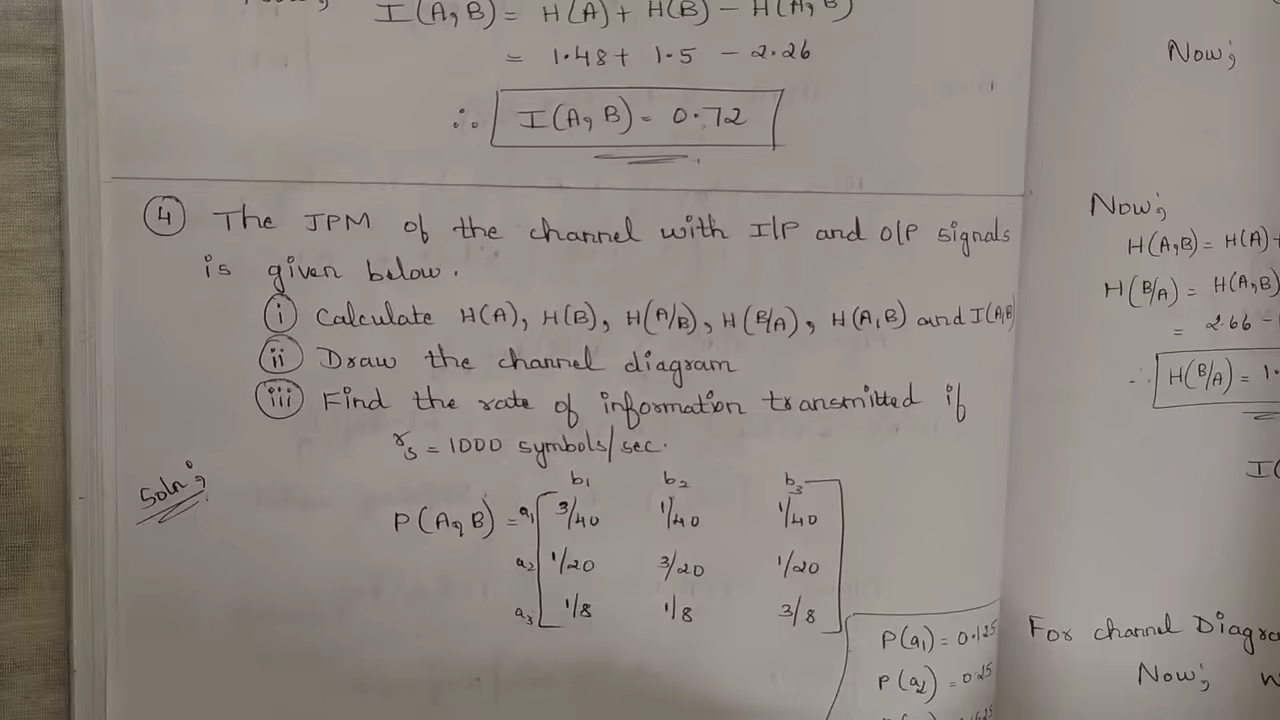 I(A,B) = H(A) + H(B) - H(A,B)
= 1.48 + 1.5 - 2.26
∴ I(A,B) = 0.72
④ The JPM of the channel with I/P and O/P signals
is given below.
(i) Calculate H(A), H(B), H(A/B), H(B/A), H(A,B) and I(A,B)
(ii) Draw the channel diagram
(iii) Find the rate of information transmitted if
rs = 1000 symbols/sec.
Soln;
b1 b2 b3
P(A,B) = a1 3/40 1/40 1/40
a2 1/20 3/20 1/20
a3 1/8 1/8 3/8
P(a1) = 0.125
P(a2) = 0.25
Now;
Now;
H(A,B) = H(A)+
H(B/A) = H(A,B)
= 2.66 -
∴ H(B/A) = 1.
I(
For channel Diagra
Now;